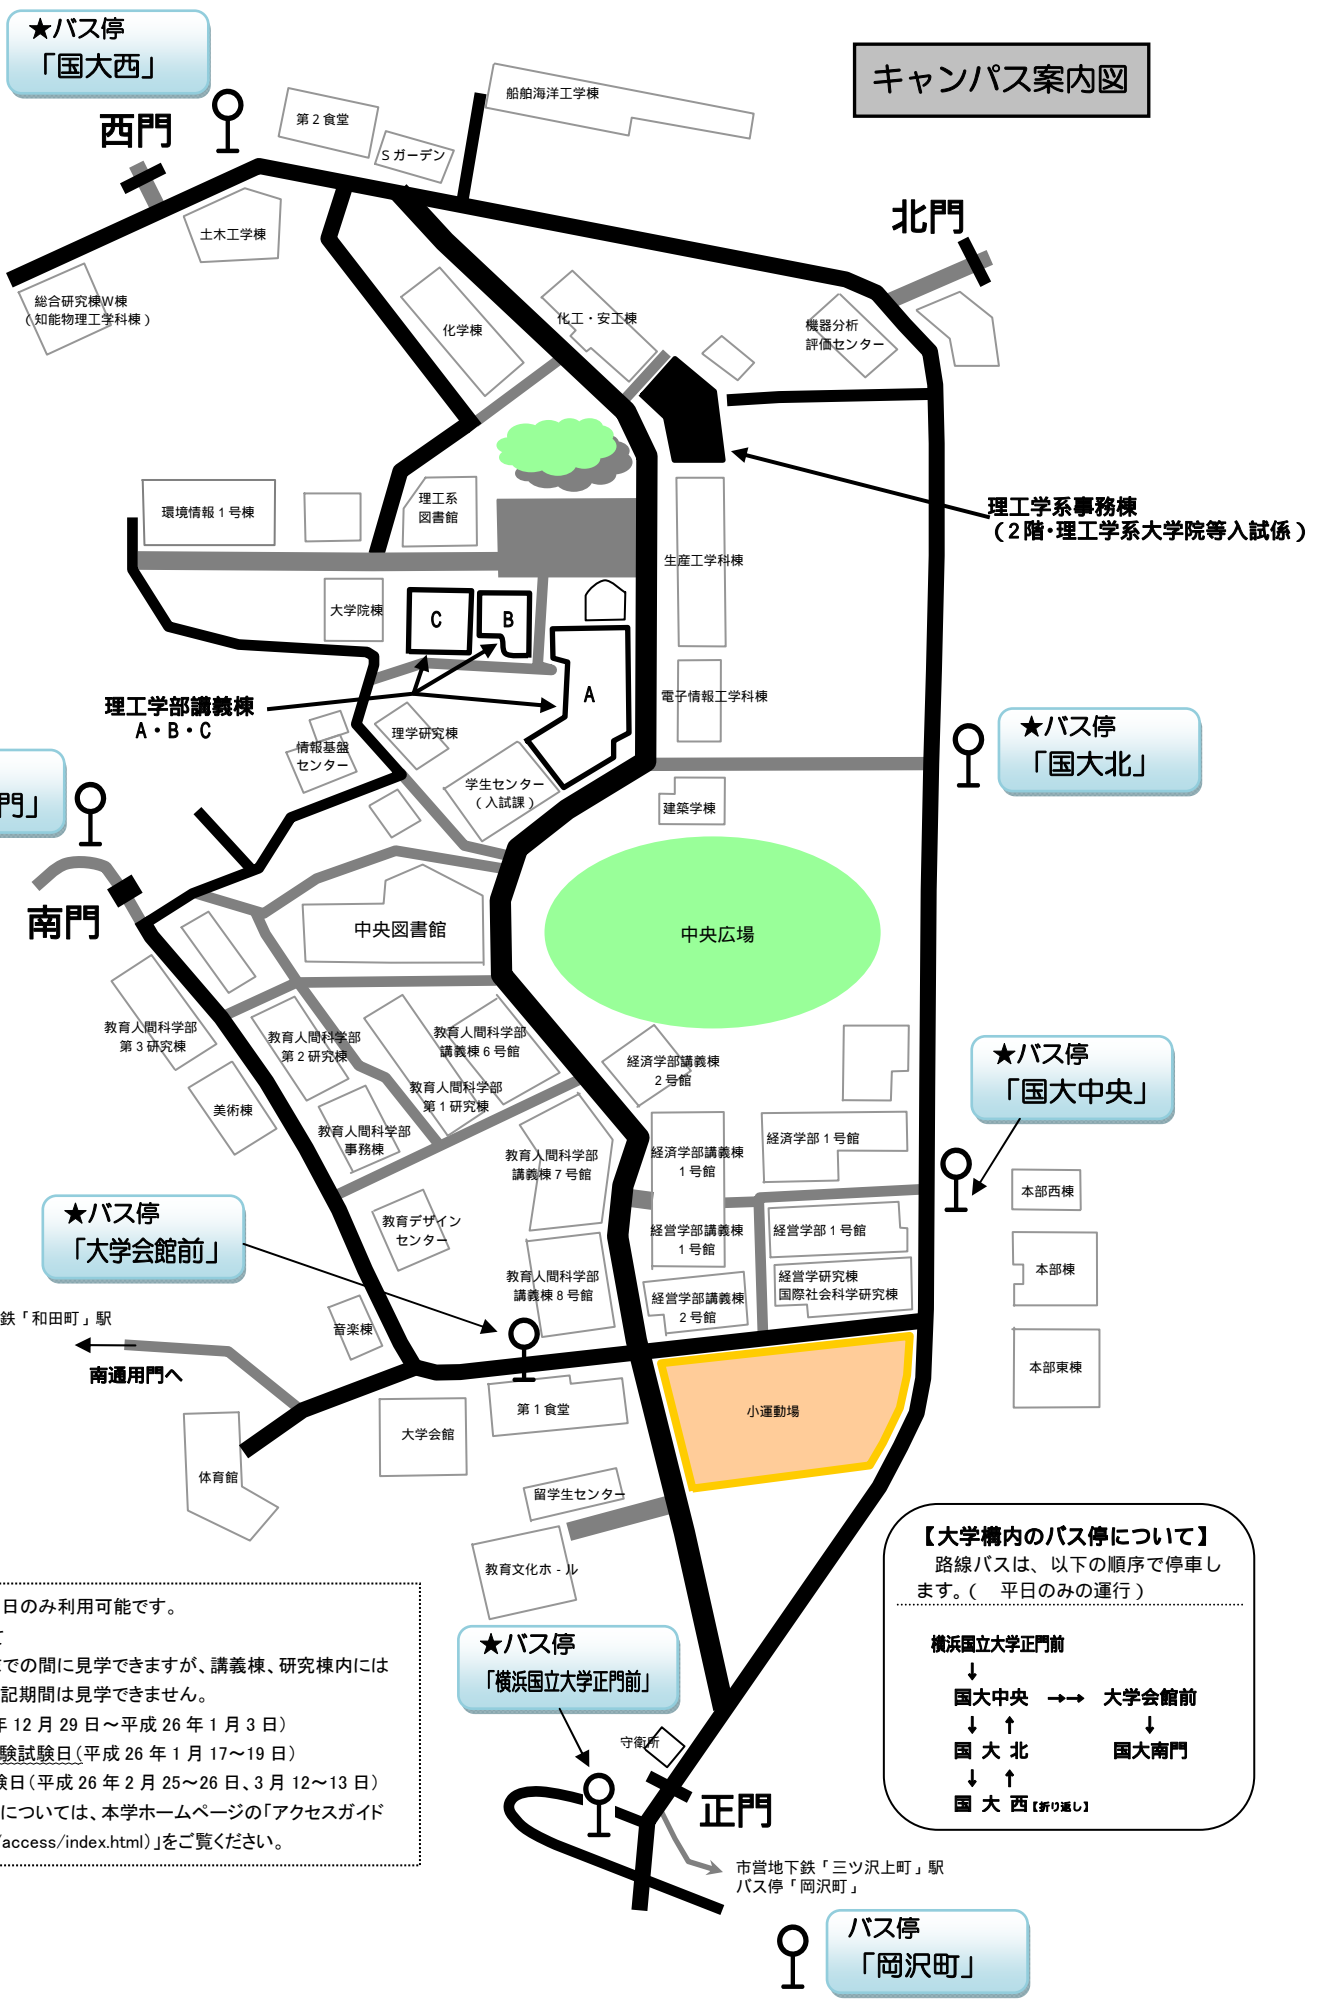 ★バス停
「国大西」
キャンパス案内図
西門
第２食堂
Ｓガーデン
船舶海洋工学棟
北門
土木工学棟
総合研究棟Ｗ棟
（知能物理工学科棟）
化学棟
化工・安工棟
機器分析
評価センター
環境情報１号棟
理工系
図書館
理工学系事務棟
（２階・理工学系大学院等入試係）
生産工学科棟
大学院棟
C
B
A
電子情報工学科棟
理工学部講義棟
A・B・C
情報基盤
センター
理学研究棟
学生センター
（入試課）
建築学棟
★バス停
「国大北」
門」
南門
中央図書館
中央広場
教育人間科学部
第３研究棟
教育人間科学部
第２研究棟
教育人間科学部
講義棟６号館
教育人間科学部
第１研究棟
美術棟
教育人間科学部
事務棟
経済学部講義棟
２号館
★バス停
「国大中央」
教育人間科学部
講義棟７号館
経済学部講義棟
１号館
経済学部１号館
本部西棟
★バス停
「大学会館前」
教育デザイン
センター
経営学部講義棟
１号館
経営学部１号館
本部棟
教育人間科学部
講義棟８号館
経営学部講義棟
２号館
経営学研究棟
国際社会科学研究棟
鉄「和田町」駅
南通用門へ
音楽棟
本部東棟
第１食堂
小運動場
大学会館
体育館
留学生センター
教育文化ホ‐ル
【大学構内のバス停について】
路線バスは、以下の順序で停車し
ます。（　平日のみの運行）
横浜国立大学正門前
↓
国大中央　→→　大学会館前
↓　↑　↓
国　大　北　国大南門
↓　↑
国　大　西【折り返し】
日のみ利用可能です。
での間に見学できますが、講義棟、研究棟内には
記期間は見学できません。
年 12 月 29 日～平成 26 年 1 月 3 日）
験試験日（平成 26 年 1 月 17～19 日）
験日（平成 26 年 2 月 25～26 日、3 月 12～13 日）
については、本学ホームページの「アクセスガイド
/access/index.html）」をご覧ください。
★バス停
「横浜国立大学正門前」
守衛所
正門
市営地下鉄「三ツ沢上町」駅
バス停「岡沢町」
バス停
「岡沢町」